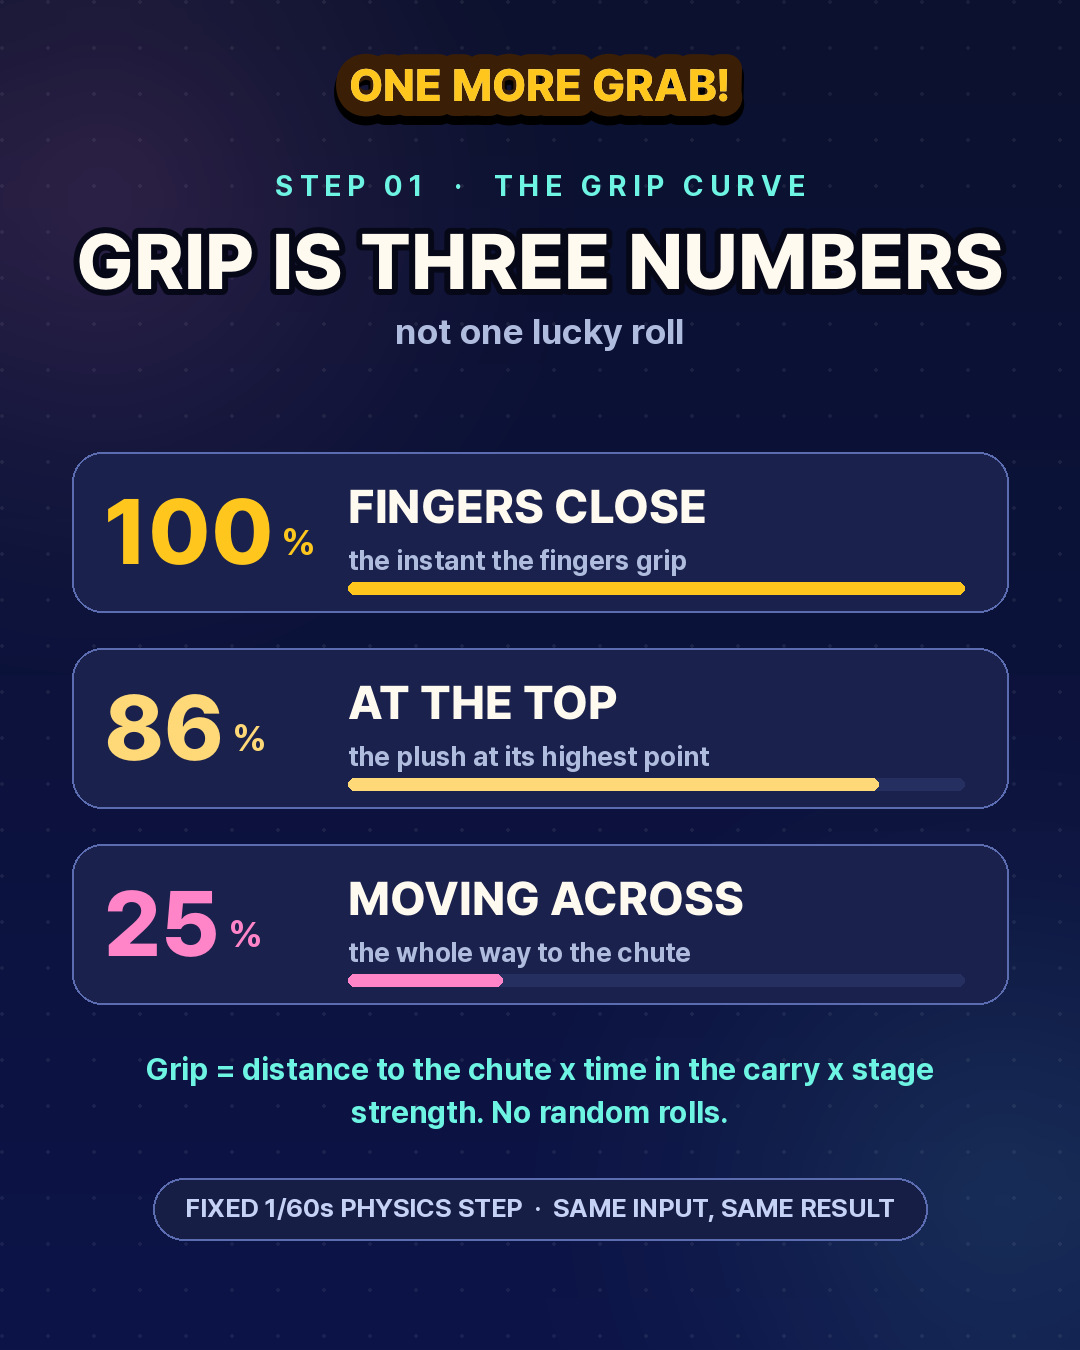 ONE MORE GRAB!
STEP 01 · THE GRIP CURVE
GRIP IS THREE NUMBERS
not one lucky roll
100 %
FINGERS CLOSE
the instant the fingers grip
86 %
AT THE TOP
the plush at its highest point
25 %
MOVING ACROSS
the whole way to the chute
Grip = distance to the chute x time in the carry x stage
strength. No random rolls.
FIXED 1/60s PHYSICS STEP · SAME INPUT, SAME RESULT